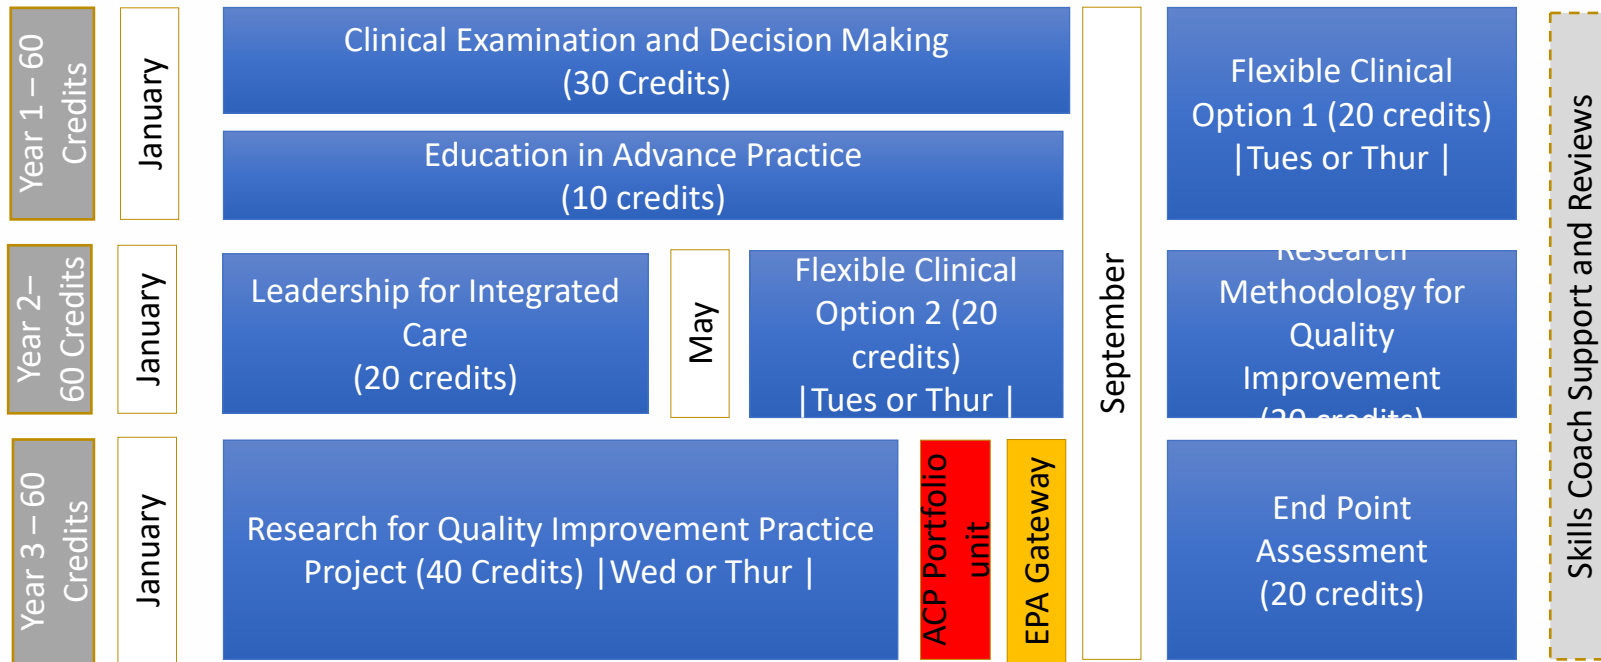 Year 1 – 60
Credits
January
Clinical Examination and Decision Making
(30 Credits)
Education in Advance Practice
(10 credits)
Flexible Clinical
Option 1 (20 credits)
|Tues or Thur |
Year 2–
60 Credits
January
Leadership for Integrated
Care
(20 credits)
May
Flexible Clinical
Option 2 (20
credits)
|Tues or Thur |
September
Research
Methodology for
Quality
Improvement
(20 credits)
Year 3 – 60
Credits
January
Research for Quality Improvement Practice
Project (40 Credits) |Wed or Thur |
ACP Portfolio
unit
EPA Gateway
End Point
Assessment
(20 credits)
Skills Coach Support and Reviews